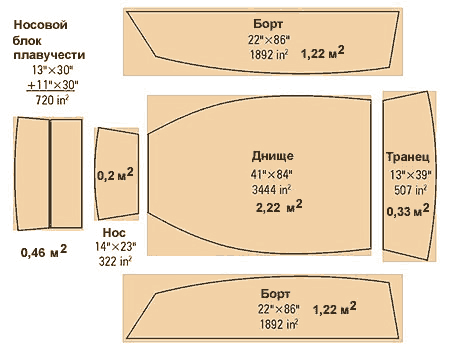 Носовой
блок
плавучести
13"×30"
+11"×30"
720 in²
0,46 м²
Борт
22"×86"
1892 in² 1,22 м²
0,2 м²
Нос
14"×23"
322 in²
Днище
41"×84"
3444 in²
2,22 м²
Транец
13"×39"
507 in²
0,33 м²
Борт
22"×86" 1,22 м²
1892 in²